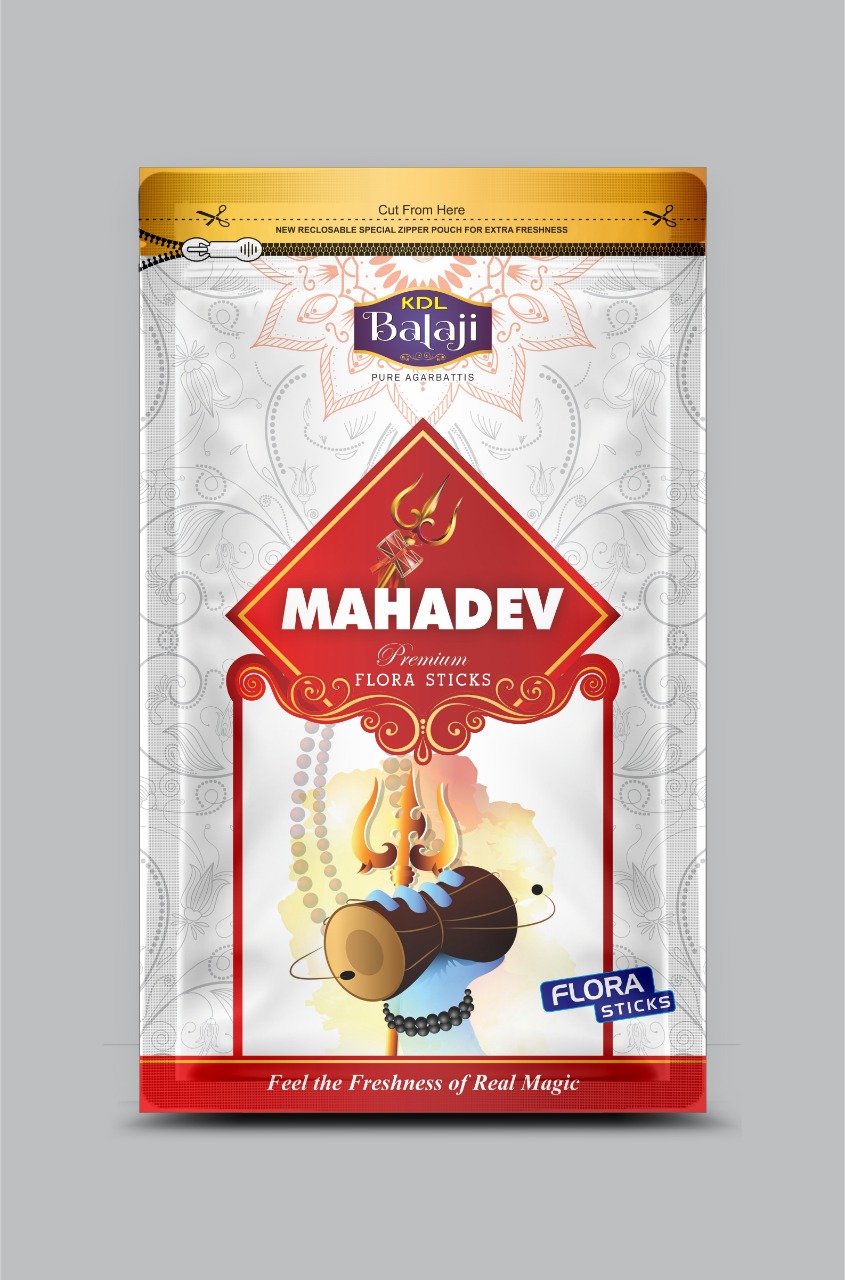 Cut From Here
NEW RECLOSABLE SPECIAL ZIPPER POUCH FOR EXTRA FRESHNESS
KDL
Balaji
PURE AGARBATTIS
MAHADEV
Premium
FLORA STICKS
FLORA
STICKS
Feel the Freshness of Real Magic